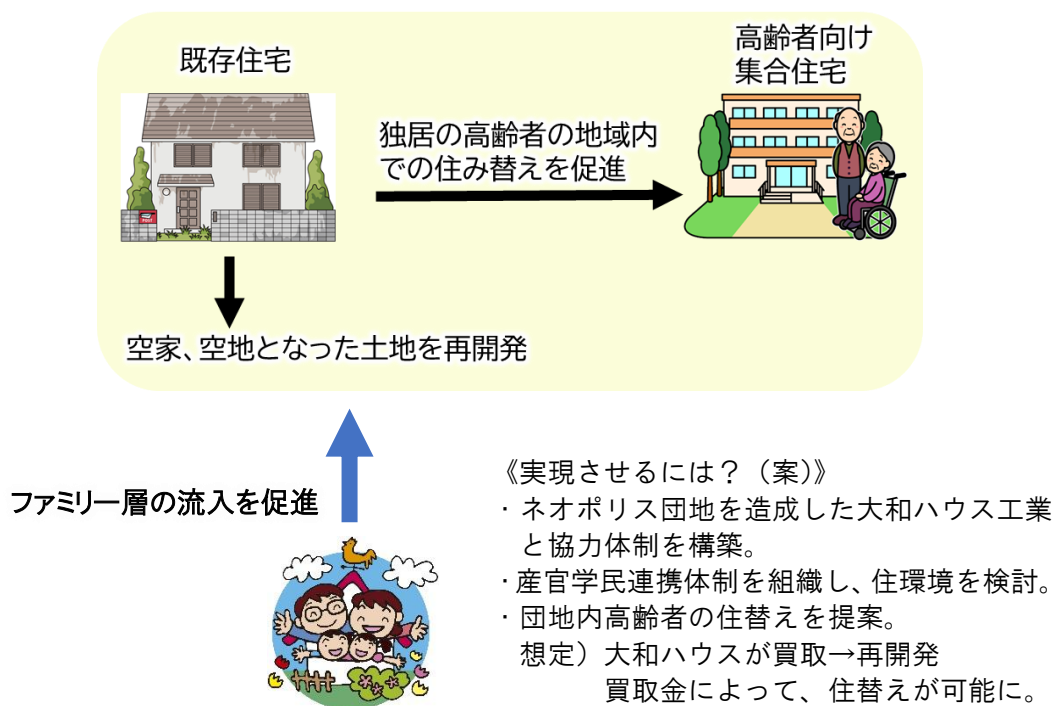 既存住宅
高齢者向け
集合住宅
独居の高齢者の地域内
での住み替えを促進
空家、空地となった土地を再開発
ファミリー層の流入を促進
《実現させるには？（案）》
・ネオポリス団地を造成した大和ハウス工業
と協力体制を構築。
・産官学民連携体制を組織し、住環境を検討。
・団地内高齢者の住替えを提案。
想定）大和ハウスが買取→再開発
買取金によって、住替えが可能に。